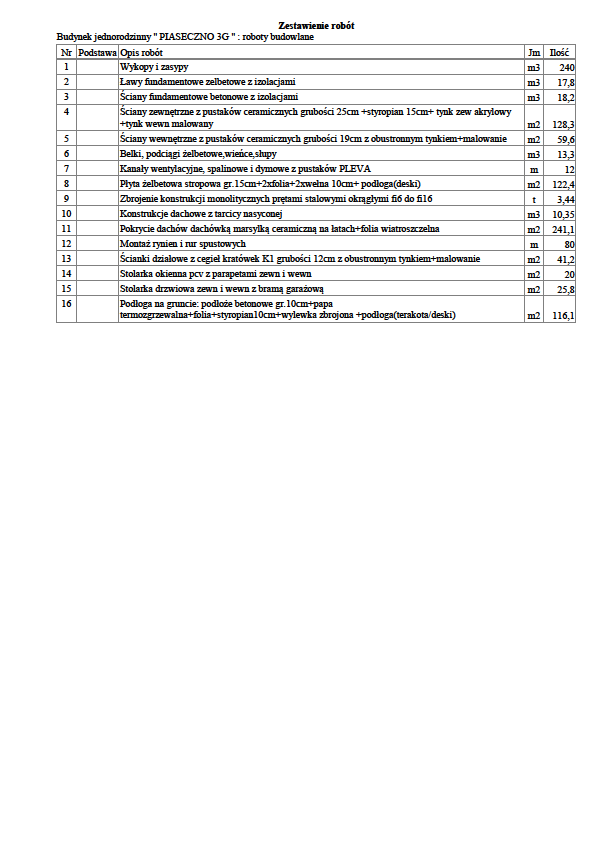 Zestawienie robót
Budynek jednorodzinny " PIASECZNO 3G " : roboty budowlane
Nr Podstawa Opis robót Jm Ilość
1 Wykopy i zasypy m3 240
2 Ławy fundamentowe żelbetowe z izolacjami m3 17,8
3 Ściany fundamentowe betonowe z izolacjami m3 18,2
4 Ściany zewnętrzne z pustaków ceramicznych grubości 25cm +styropian 15cm+ tynk zew akrylowy
+tynk wewn malowany m2 128,3
5 Ściany wewnętrzne z pustaków ceramicznych grubości 19cm z obustronnym tynkiem+malowanie m2 59,6
6 Belki, podciągi żelbetowe,wieńce,słupy m3 13,3
7 Kanały wentylacyjne, spalinowe i dymowe z pustaków PLEVA m 12
8 Płyta żelbetowa stropowa gr.15cm+2xfolia+2xwełna 10cm+ podłoga(deski) m2 122,4
9 Zbrojenie konstrukcji monolitycznych prętami stalowymi okrągłymi fi6 do fi16 t 3,44
10 Konstrukcje dachowe z tarcicy nasyconej m3 10,35
11 Pokrycie dachów dachówką marsylką ceramiczną na łatach+folia wiatroszczelna m2 241,1
12 Montaż rynien i rur spustowych m 80
13 Ścianki działowe z cegieł kratówek K1 grubości 12cm z obustronnym tynkiem+malowanie m2 41,2
14 Stolarka okienna pcv z parapetami zewn i wewn m2 20
15 Stolarka drzwiowa zewn i wewn z bramą garażową m2 25,8
16 Podłoga na gruncie: podłoże betonowe gr.10cm+papa
termozgrzewalna+folia+styropian10cm+wylewka zbrojona +podłoga(terakota/deski) m2 116,1